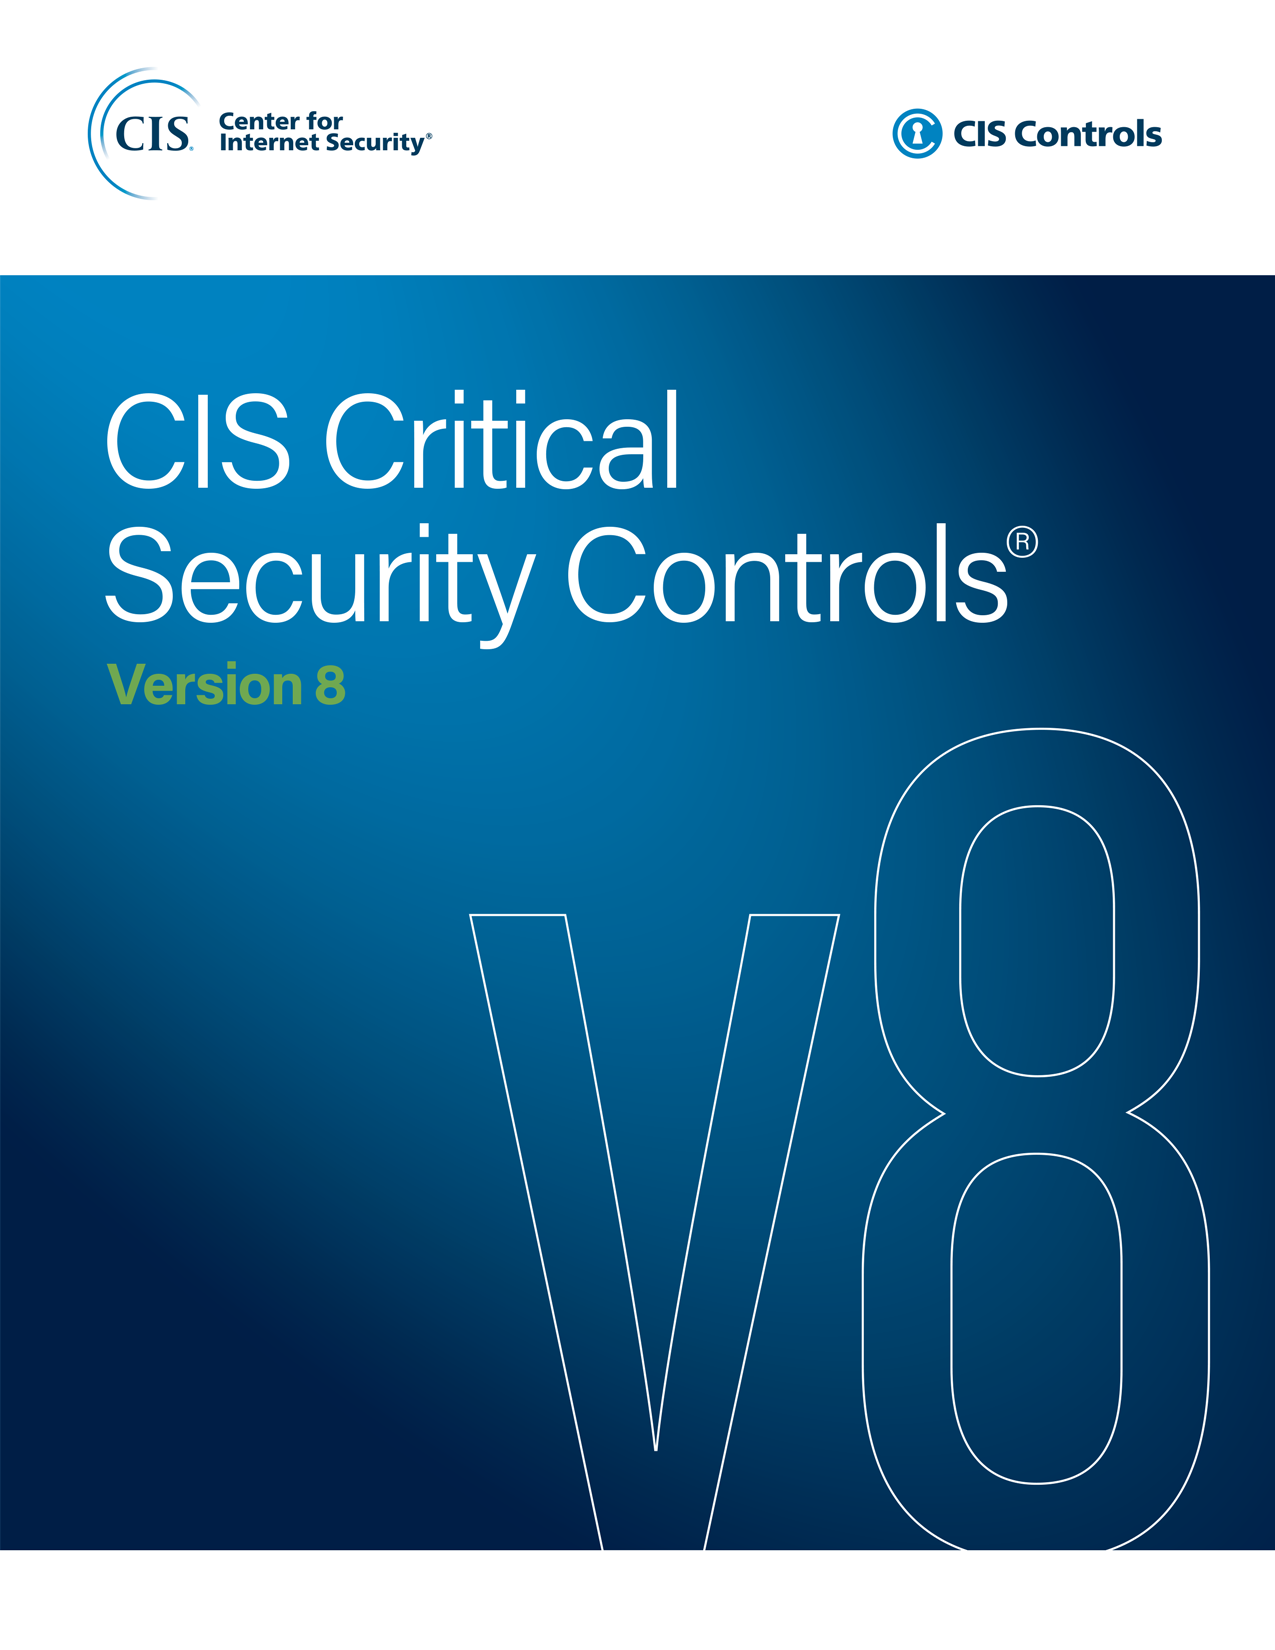 CIS® Center for
Internet Security®
CIS Controls
CIS Critical
Security Controls®
Version 8
V8